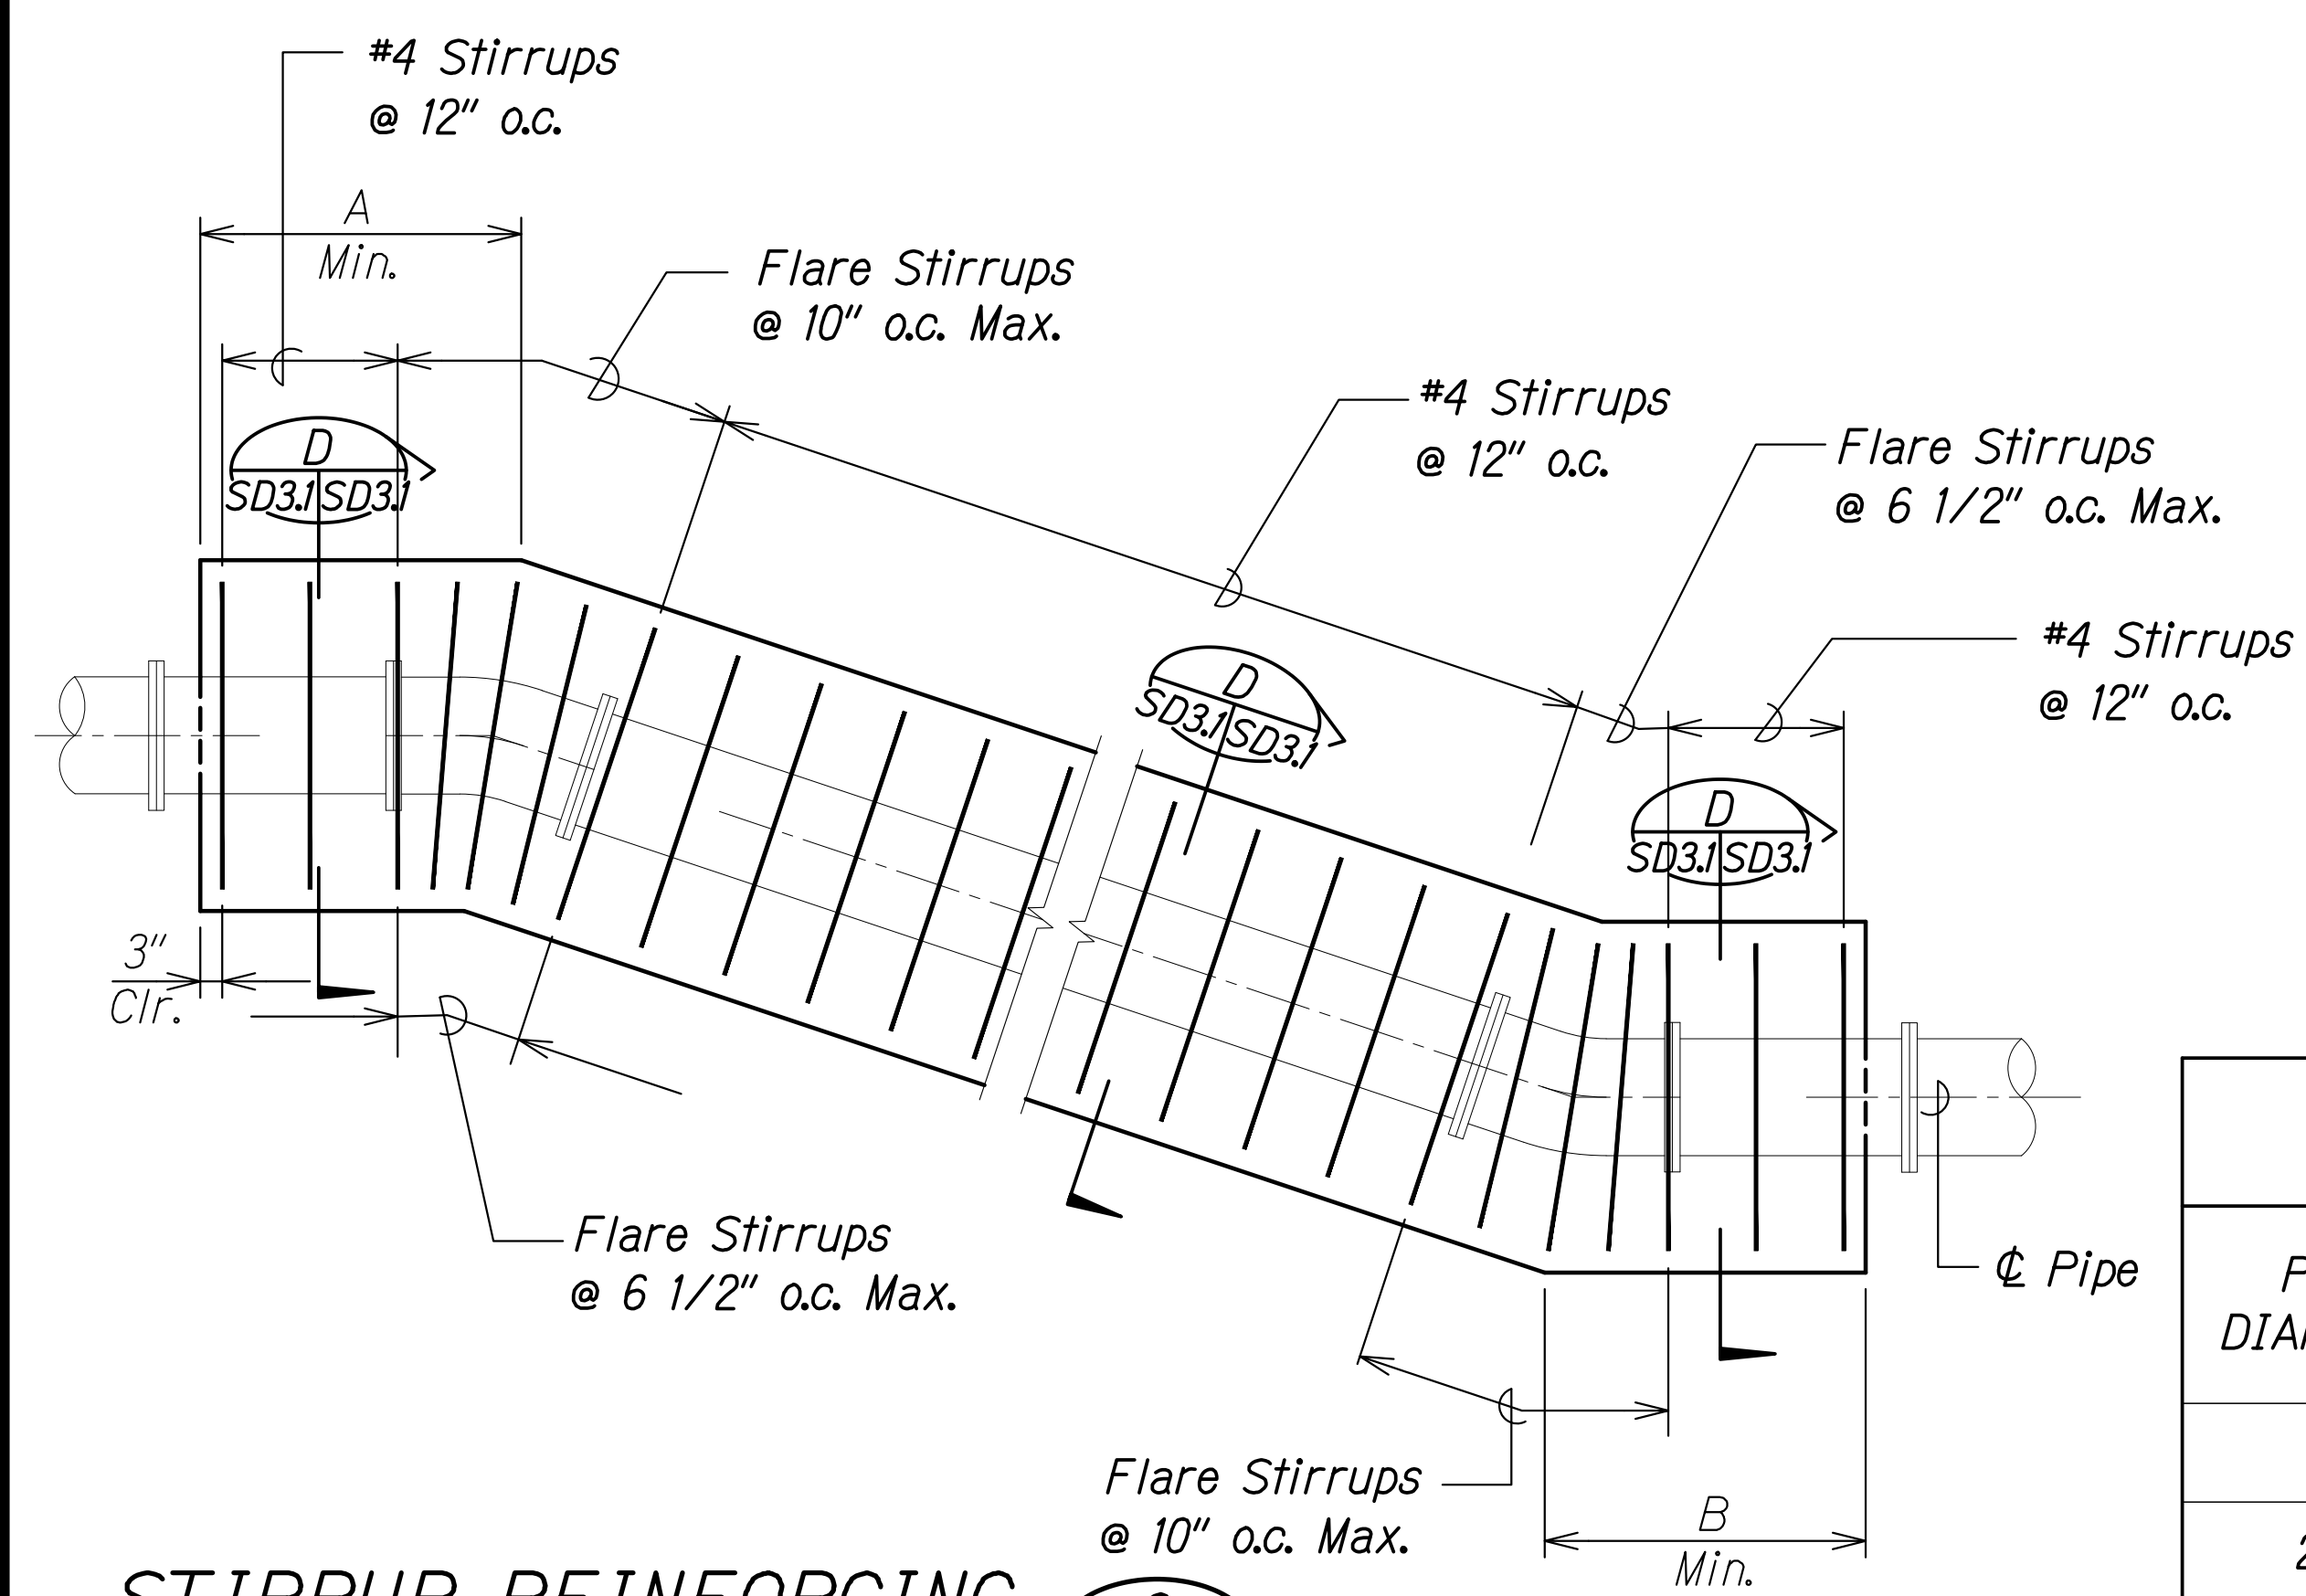 #4 Stirrups
@ 12" o.c.
A
Min.
Flare Stirrups
@ 10" o.c. Max.
#4 Stirrups
@ 12" o.c.
Flare Stirrups
@ 6 1/2" o.c. Max.
D
SD3.1 SD3.1
#4 Stirrups
@ 12" o.c.
D
SD3.1 SD3.1
D
SD3.1 SD3.1
3"
Clr.
Flare Stirrups
@ 6 1/2" o.c. Max.
℄ Pipe
Flare Stirrups
@ 10" o.c. Max.
B
Min.
STIRRUP REINFORCING